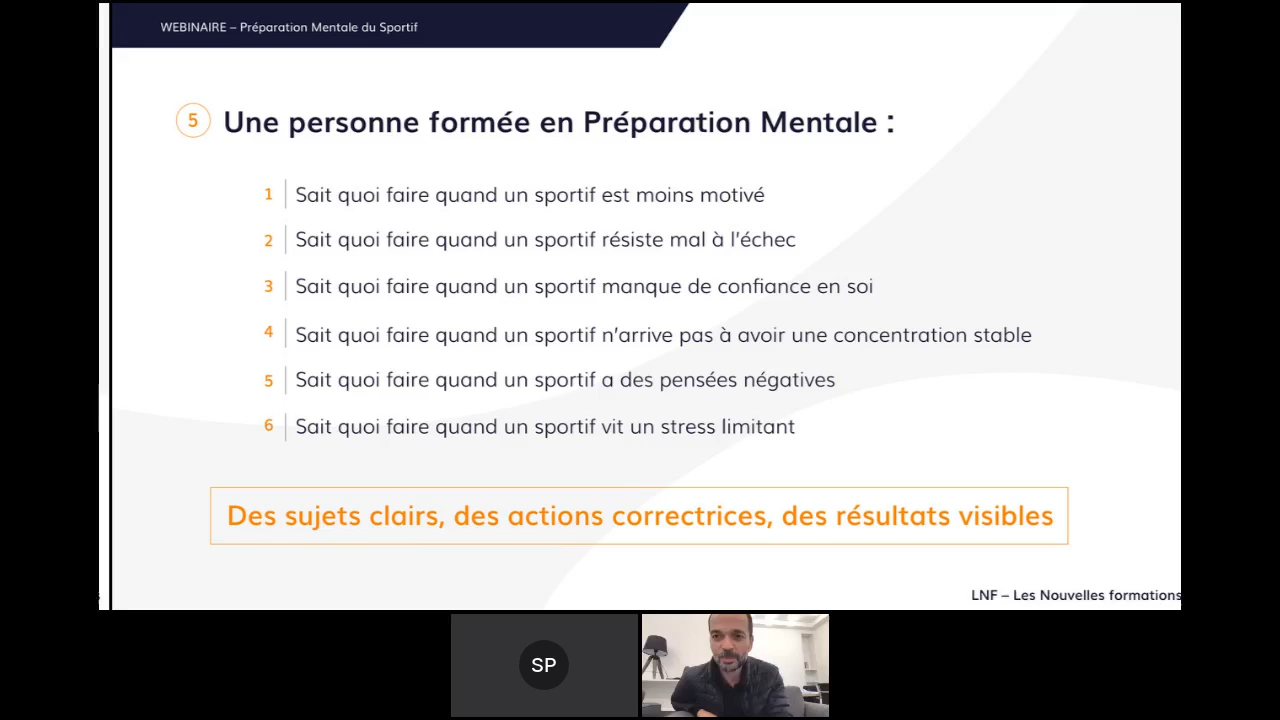 WEBINAIRE – Préparation Mentale du Sportif
5 Une personne formée en Préparation Mentale :
1 Sait quoi faire quand un sportif est moins motivé
2 Sait quoi faire quand un sportif résiste mal à l'échec
3 Sait quoi faire quand un sportif manque de confiance en soi
4 Sait quoi faire quand un sportif n'arrive pas à avoir une concentration stable
5 Sait quoi faire quand un sportif a des pensées négatives
6 Sait quoi faire quand un sportif vit un stress limitant
Des sujets clairs, des actions correctrices, des résultats visibles
LNF – Les Nouvelles formations
SP